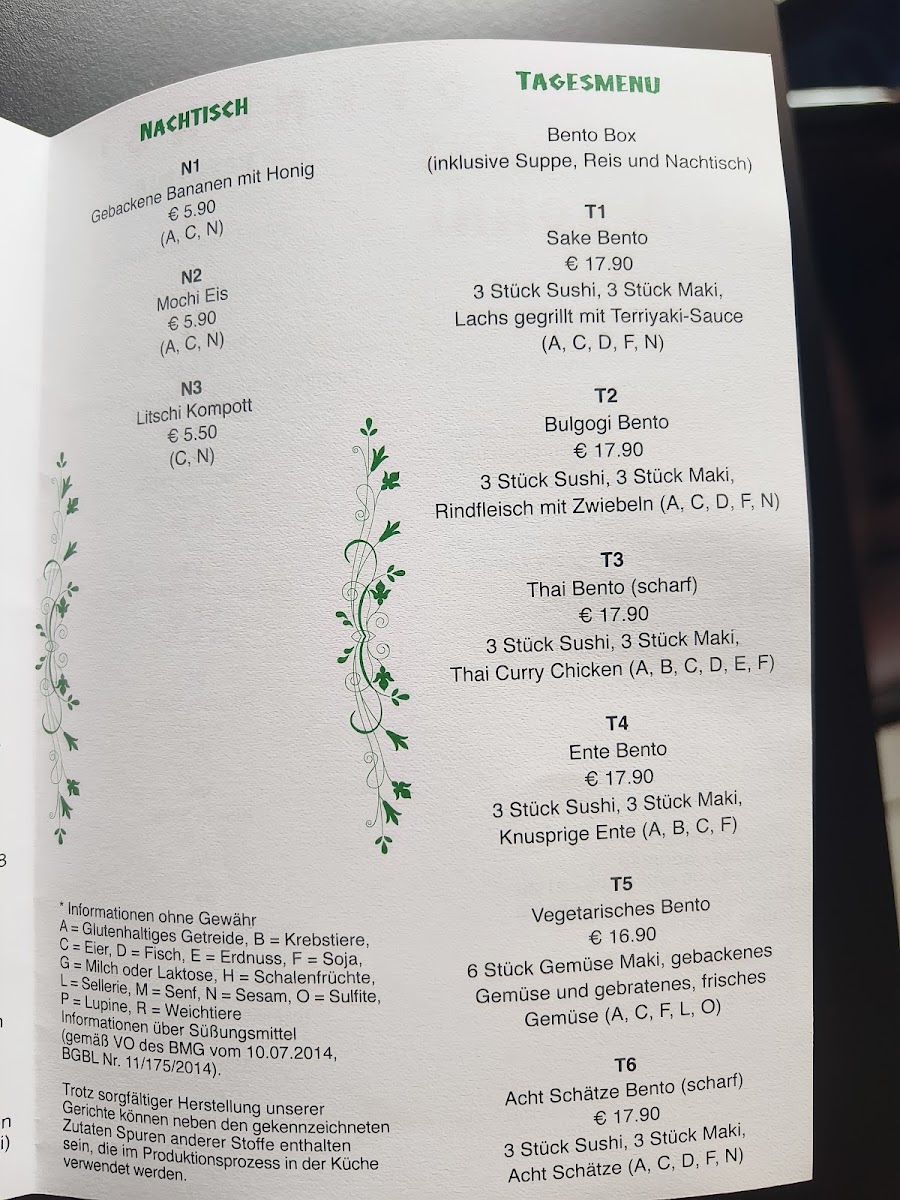 NACHTISCH
N1
Gebackene Bananen mit Honig
€ 5.90
(A, C, N)
N2
Mochi Eis
€ 5.90
(A, C, N)
N3
Litschi Kompott
€ 5.50
(C, N)
* Informationen ohne Gewähr
A = Glutenhaltiges Getreide, B = Krebstiere,
C = Eier, D = Fisch, E = Erdnuss, F = Soja,
G = Milch oder Laktose, H = Schalenfrüchte,
L = Sellerie, M = Senf, N = Sesam, O = Sulfite,
P = Lupine, R = Weichtiere
Informationen über Süßungsmittel
(gemäß VO des BMG vom 10.07.2014,
BGBL Nr. 11/175/2014).
Trotz sorgfältiger Herstellung unserer
Gerichte können neben den gekennzeichneten
Zutaten Spuren anderer Stoffe enthalten
sein, die im Produktionsprozess in der Küche
verwendet werden.
TAGESMENU
Bento Box
(inklusive Suppe, Reis und Nachtisch)
T1
Sake Bento
€ 17.90
3 Stück Sushi, 3 Stück Maki,
Lachs gegrillt mit Terriyaki-Sauce
(A, C, D, F, N)
T2
Bulgogi Bento
€ 17.90
3 Stück Sushi, 3 Stück Maki,
Rindfleisch mit Zwiebeln (A, C, D, F, N)
T3
Thai Bento (scharf)
€ 17.90
3 Stück Sushi, 3 Stück Maki,
Thai Curry Chicken (A, B, C, D, E, F)
T4
Ente Bento
€ 17.90
3 Stück Sushi, 3 Stück Maki,
Knusprige Ente (A, B, C, F)
T5
Vegetarisches Bento
€ 16.90
6 Stück Gemüse Maki, gebackenes
Gemüse und gebratenes, frisches
Gemüse (A, C, F, L, O)
T6
Acht Schätze Bento (scharf)
€ 17.90
3 Stück Sushi, 3 Stück Maki,
Acht Schätze (A, C, D, F, N)